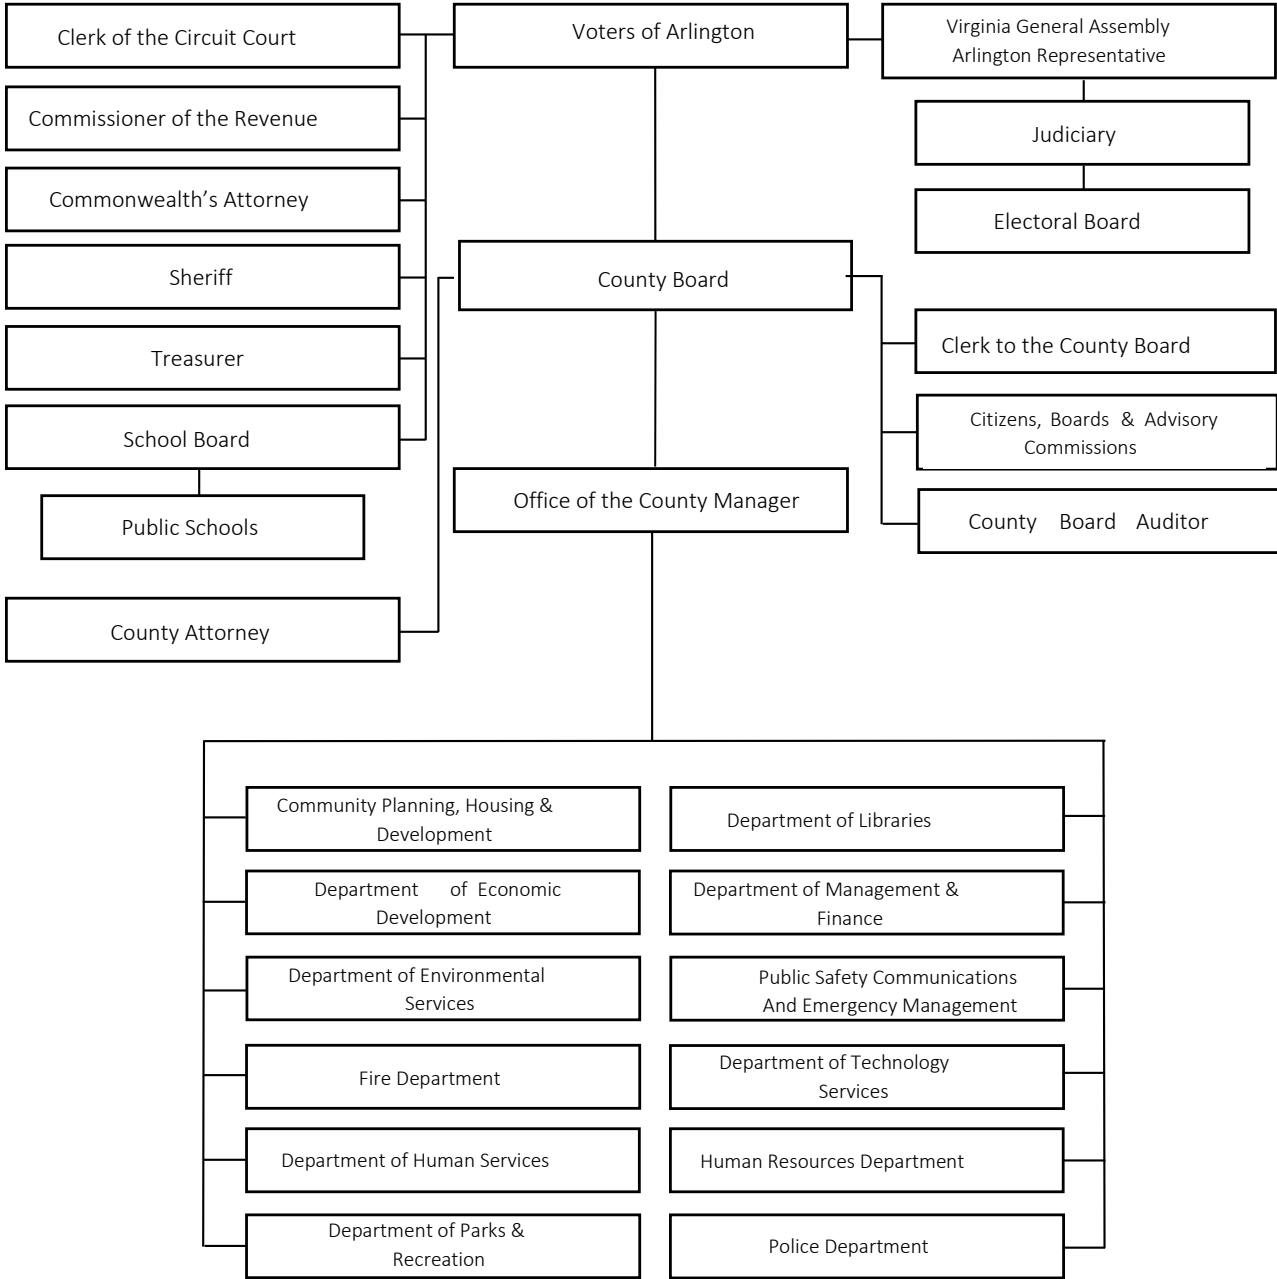 Clerk of the Circuit Court
Voters of Arlington
Virginia General Assembly
Arlington Representative
Commissioner of the Revenue
Judiciary
Commonwealth’s Attorney
Electoral Board
Sheriff
County Board
Treasurer
Clerk to the County Board
School Board
Citizens, Boards & Advisory
Commissions
Public Schools
Office of the County Manager
County Board Auditor
County Attorney
Community Planning, Housing &
Development
Department of Libraries
Department of Economic
Development
Department of Management &
Finance
Department of Environmental
Services
Public Safety Communications
And Emergency Management
Fire Department
Department of Technology
Services
Department of Human Services
Human Resources Department
Department of Parks &
Recreation
Police Department